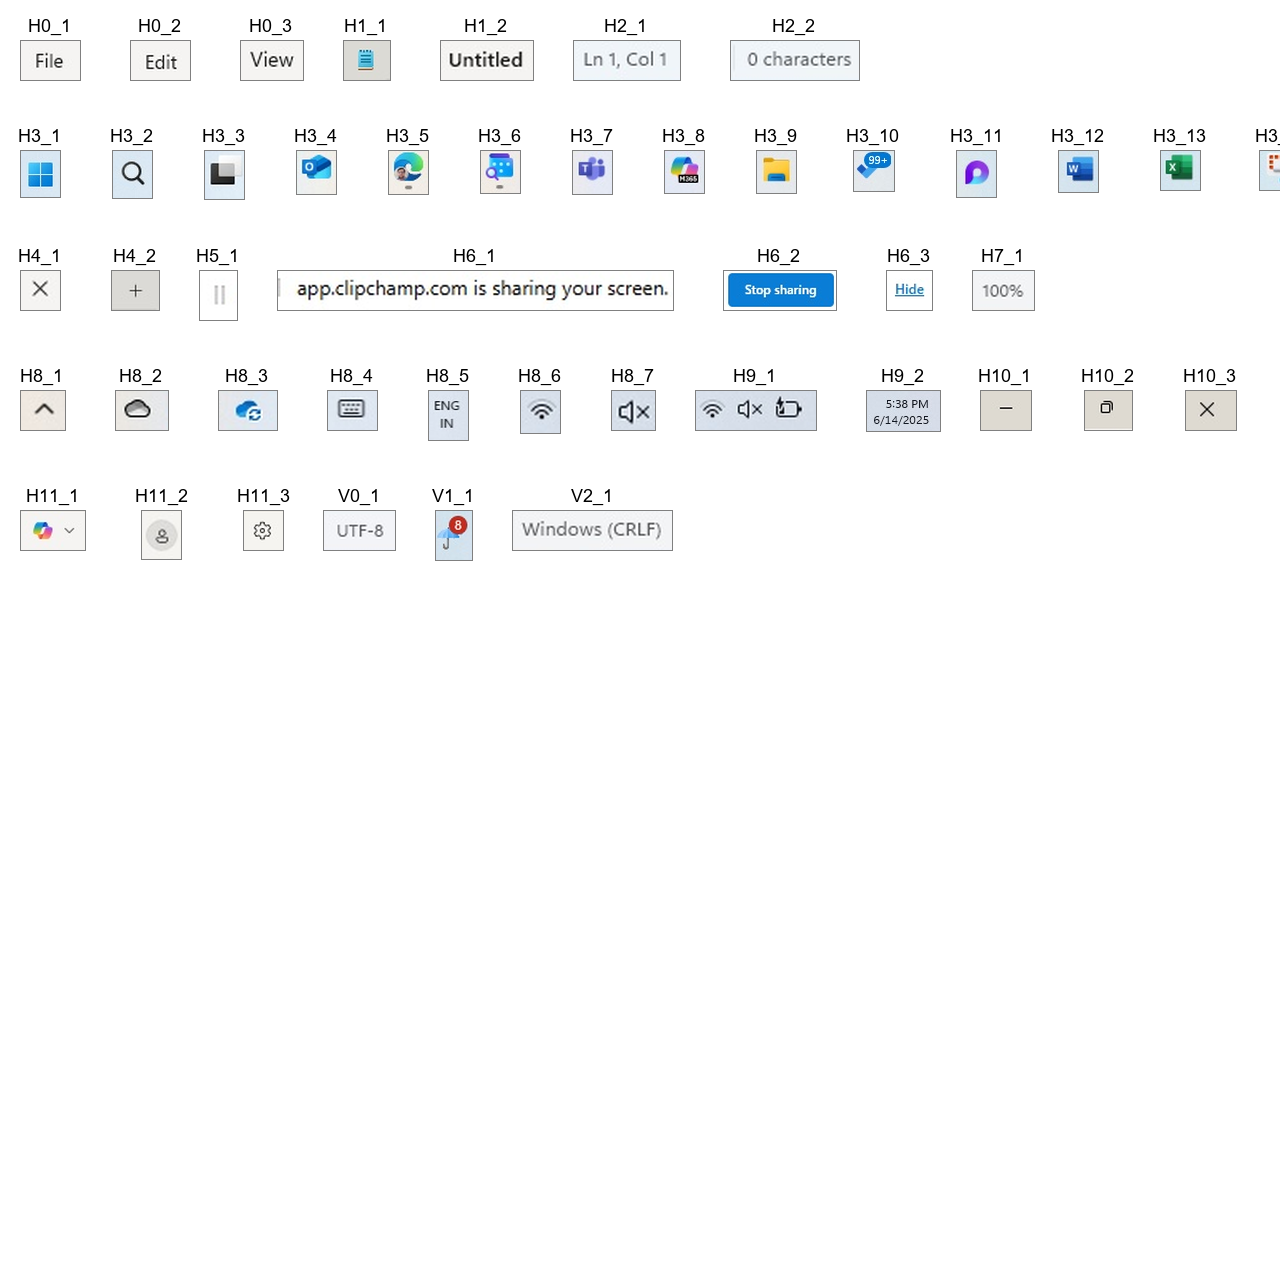 H0_1 H0_2 H0_3 H1_1 H1_2 H2_1 H2_2
File Edit View Untitled Ln 1, Col 1 0 characters
H3_1 H3_2 H3_3 H3_4 H3_5 H3_6 H3_7 H3_8 H3_9 H3_10 H3_11 H3_12 H3_13 H3_
M365 99+
H4_1 H4_2 H5_1 H6_1 H6_2 H6_3 H7_1
app.clipchamp.com is sharing your screen. Stop sharing Hide 100%
H8_1 H8_2 H8_3 H8_4 H8_5 H8_6 H8_7 H9_1 H9_2 H10_1 H10_2 H10_3
ENG 5:38 PM
IN 6/14/2025
H11_1 H11_2 H11_3 V0_1 V1_1 V2_1
UTF-8 8 Windows (CRLF)